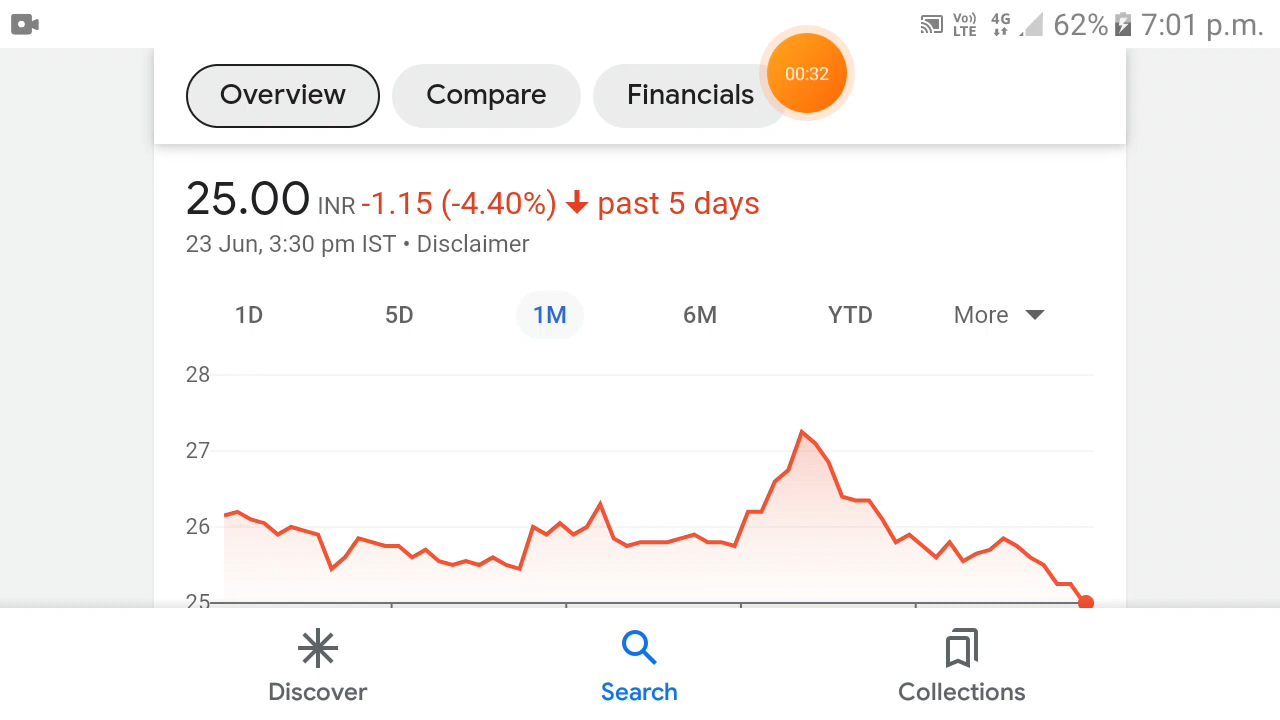 Vo)) LTE 4G 62% 7:01 p.m.
Overview Compare Financials 00:32
25.00 INR -1.15 (-4.40%) past 5 days
23 Jun, 3:30 pm IST • Disclaimer
1D 5D 1M 6M YTD More
28
27
26
25
Discover Search Collections